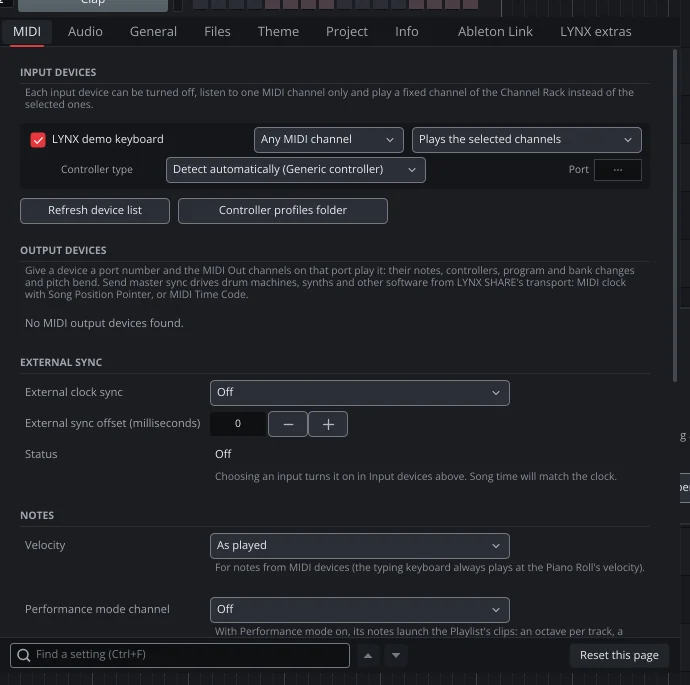 Clap
MIDI Audio General Files Theme Project Info Ableton Link LYNX extras
INPUT DEVICES
Each input device can be turned off, listen to one MIDI channel only and play a fixed channel of the Channel Rack instead of the
selected ones.
LYNX demo keyboard Any MIDI channel Plays the selected channels
Controller type Detect automatically (Generic controller) Port ...
Refresh device list Controller profiles folder
OUTPUT DEVICES
Give a device a port number and the MIDI Out channels on that port play it: their notes, controllers, program and bank changes
and pitch bend. Send master sync drives drum machines, synths and other software from LYNX SHARE's transport: MIDI clock
with Song Position Pointer, or MIDI Time Code.
No MIDI output devices found.
EXTERNAL SYNC
External clock sync Off
External sync offset (milliseconds) 0 − +
Status Off
Choosing an input turns it on in Input devices above. Song time will match the clock.
NOTES
Velocity As played
For notes from MIDI devices (the typing keyboard always plays at the Piano Roll's velocity).
Performance mode channel Off
With Performance mode on, its notes launch the Playlist's clips: an octave per track, a
Find a setting (Ctrl+F) Reset this page